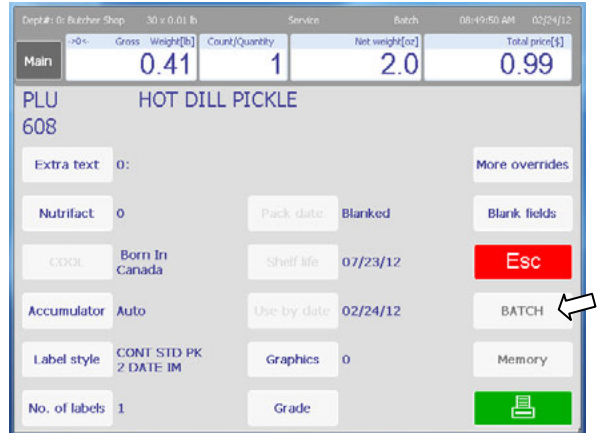 Dept#: 0: Butcher Shop 30 x 0.01 lb Service Batch 08:49:50 AM 02/24/12
Main ->0<- Gross Weight[lb] Count/Quantity Net weight[oz] Total price[$]
0.41 1 2.0 0.99
PLU HOT DILL PICKLE
608
Extra text 0: More overrides
Nutrifact 0 Pack date Blanked Blank fields
COOL Born In Shelf life 07/23/12 Esc
Canada
Accumulator Auto Use by date 02/24/12 BATCH
Label style CONT STD PK Graphics 0 Memory
2 DATE IM
No. of labels 1 Grade